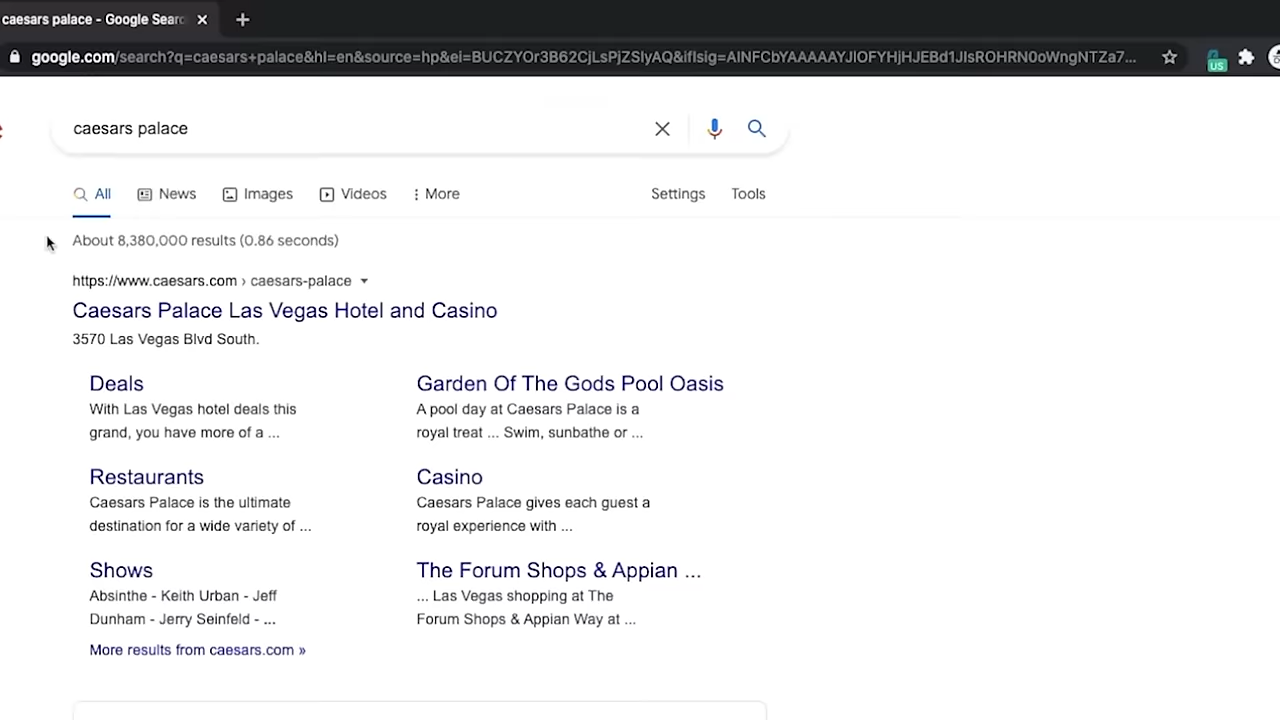 caesars palace - Google Searc
google.com/search?q=caesars+palace&hl=en&source=hp&ei=BUCZYOr3B62CjLsPjZSIyAQ&iflsig=AINFCbYAAAAAYJlOFYHjHJEBd1JIsROHRN0oWngNTZa7...
US
caesars palace
All News Images Videos More Settings Tools
About 8,380,000 results (0.86 seconds)
https://www.caesars.com › caesars-palace
Caesars Palace Las Vegas Hotel and Casino
3570 Las Vegas Blvd South.
Deals
With Las Vegas hotel deals this
grand, you have more of a ...
Garden Of The Gods Pool Oasis
A pool day at Caesars Palace is a
royal treat ... Swim, sunbathe or ...
Restaurants
Caesars Palace is the ultimate
destination for a wide variety of ...
Casino
Caesars Palace gives each guest a
royal experience with ...
Shows
Absinthe - Keith Urban - Jeff
Dunham - Jerry Seinfeld - ...
The Forum Shops & Appian ...
... Las Vegas shopping at The
Forum Shops & Appian Way at ...
More results from caesars.com »